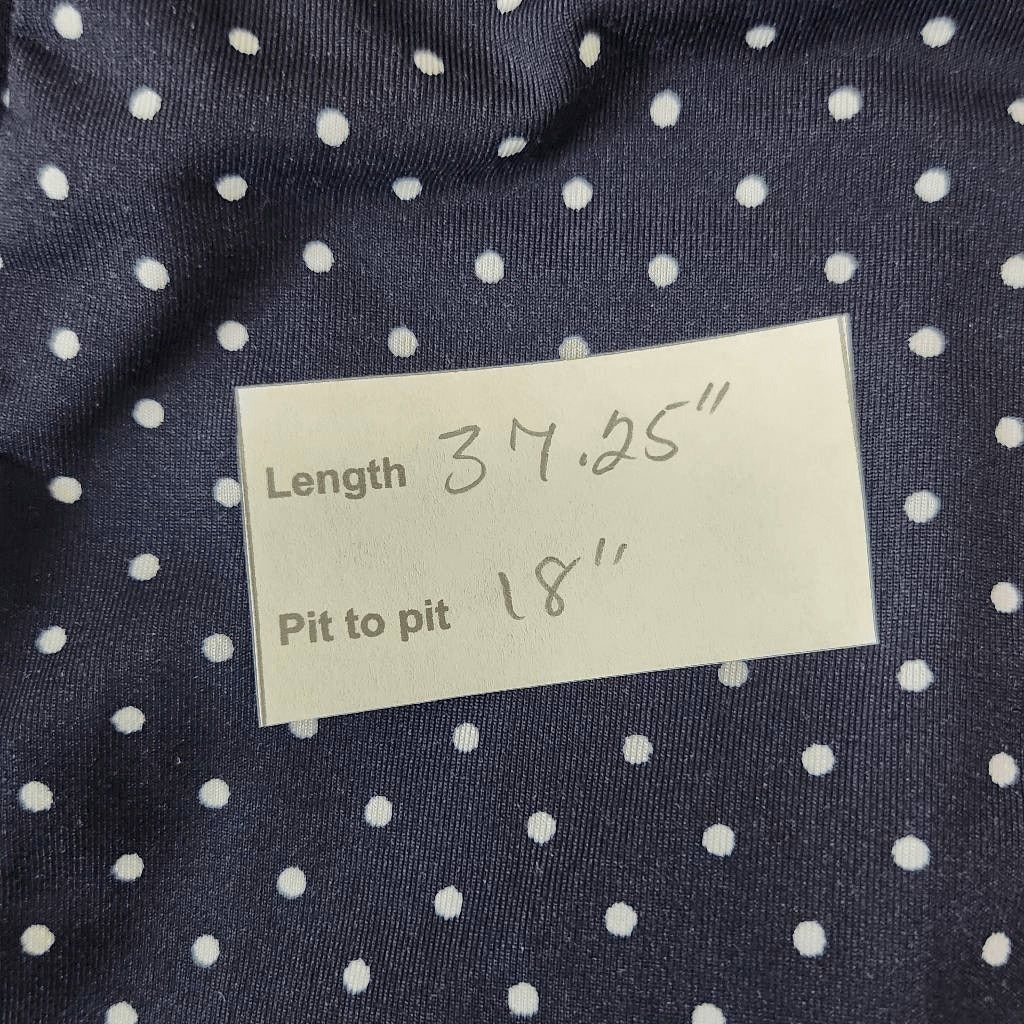 Length 37.25"
Pit to pit 18"